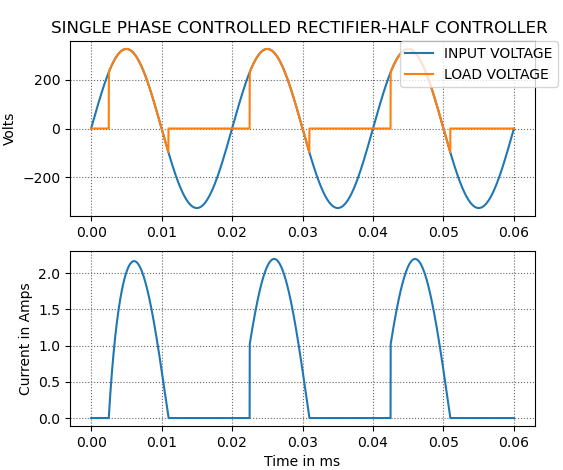 SINGLE PHASE CONTROLLED RECTIFIER-HALF CONTROLLER
INPUT VOLTAGE
LOAD VOLTAGE
Volts
200
0
−200
0.00 0.01 0.02 0.03 0.04 0.05 0.06
Current in Amps
2.0
1.5
1.0
0.5
0.0
0.00 0.01 0.02 0.03 0.04 0.05 0.06
Time in ms